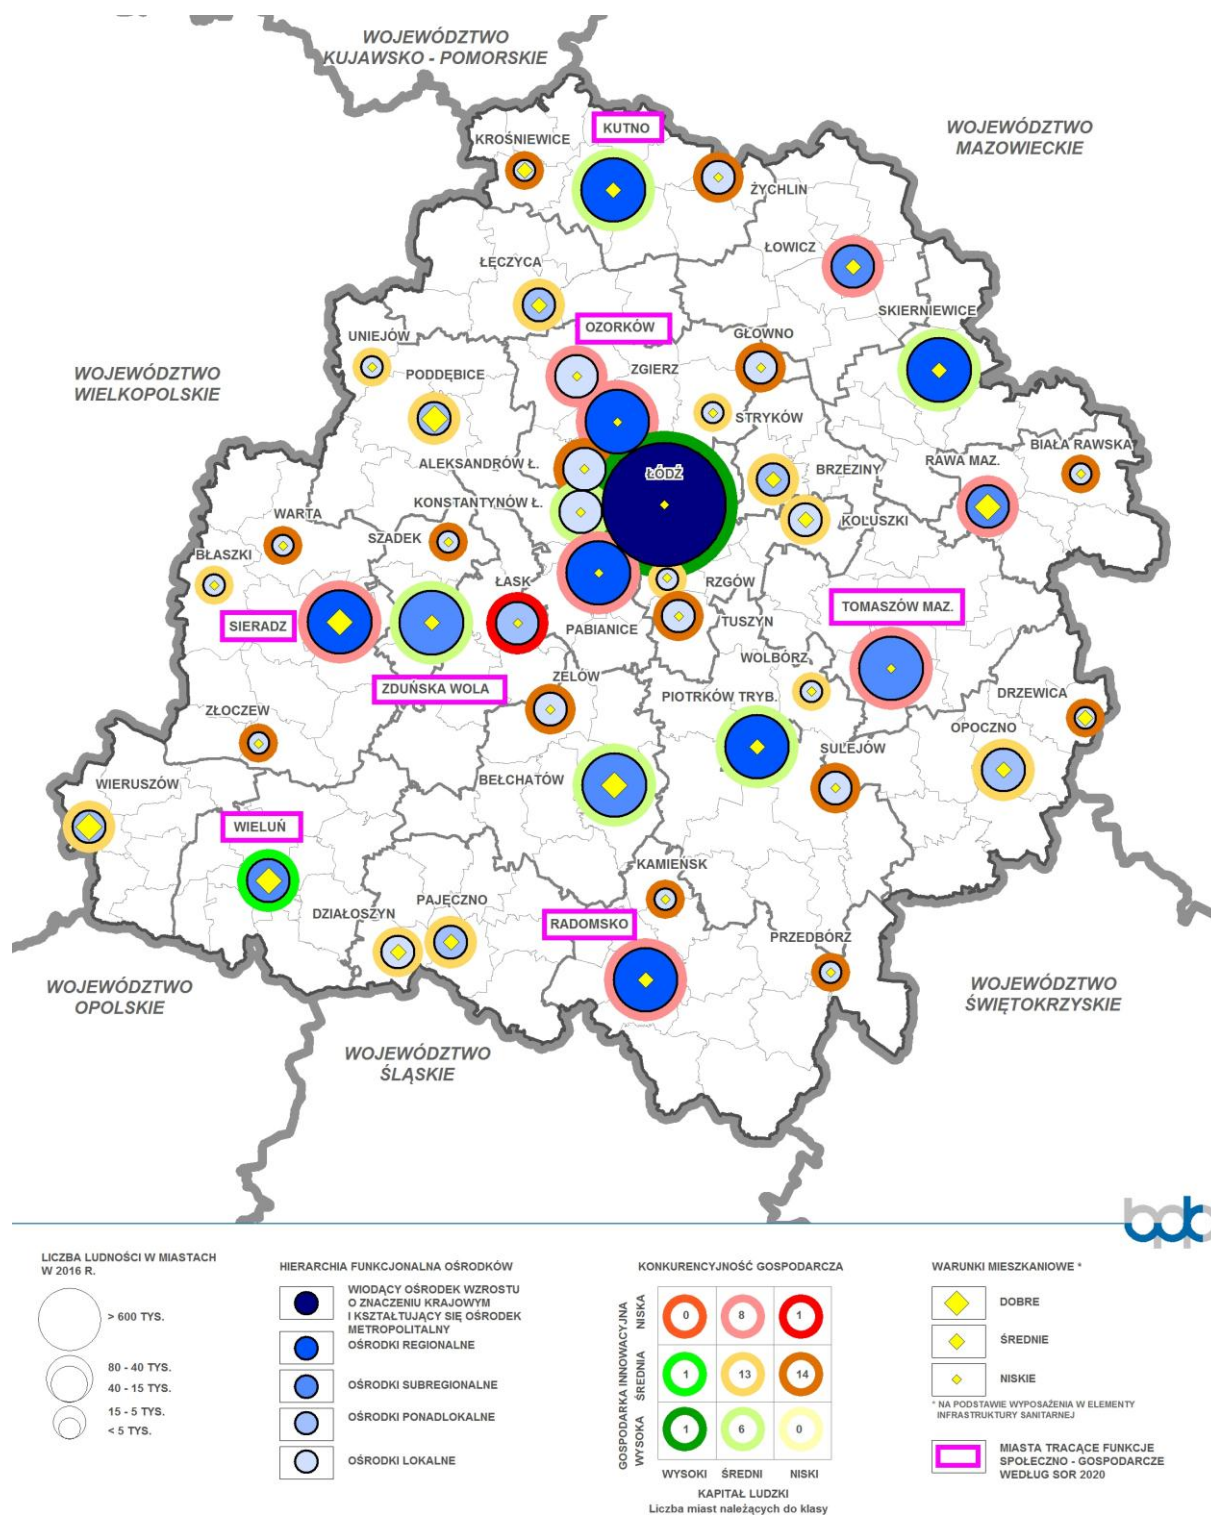 WOJEWÓDZTWO
KUJAWSKO - POMORSKIE
WOJEWÓDZTWO
MAZOWIECKIE
KUTNO
KROŚNIEWICE
ŻYCHLIN
ŁOWICZ
ŁĘCZYCA
SKIERNIEWICE
OZORKÓW
UNIEJÓW
GŁOWNO
ZGIERZ
WOJEWÓDZTWO
WIELKOPOLSKIE
PODDĘBICE
STRYKÓW
BIAŁA RAWSKA
ALEKSANDRÓW Ł.
ŁÓDŹ
BRZEZINY
RAWA MAZ.
KONSTANTYNÓW Ł.
WARTA
KOLUSZKI
SZADEK
BŁASZKI
ŁASK
RZGÓW
TOMASZÓW MAZ.
SIERADZ
PABIANICE
TUSZYN
WOLBÓRZ
ZELÓW
ZDUŃSKA WOLA
PIOTRKÓW TRYB.
DRZEWICA
ZŁOCZEW
OPOCZNO
SULEJÓW
BEŁCHATÓW
WIERUSZÓW
WIELUŃ
KAMIEŃSK
PAJĘCZNO
DZIAŁOSZYN
RADOMSKO
PRZEDBÓRZ
WOJEWÓDZTWO
OPOLSKIE
WOJEWÓDZTWO
ŚWIĘTOKRZYSKIE
WOJEWÓDZTWO
ŚLĄSKIE
bpp
LICZBA LUDNOŚCI W MIASTACH
W 2016 R.
> 600 TYS.
80 - 40 TYS.
40 - 15 TYS.
15 - 5 TYS.
< 5 TYS.
HIERARCHIA FUNKCJONALNA OŚRODKÓW
WIODĄCY OŚRODEK WZROSTU
O ZNACZENIU KRAJOWYM
I KSZTAŁTUJĄCY SIĘ OŚRODEK
METROPOLITALNY
OŚRODKI REGIONALNE
OŚRODKI SUBREGIONALNE
OŚRODKI PONADLOKALNE
OŚRODKI LOKALNE
KONKURENCYJNOŚĆ GOSPODARCZA
GOSPODARKA INNOWACYJNA
NISKA
0 8 1
ŚREDNIA
1 13 14
WYSOKA
1 6 0
WYSOKI ŚREDNI NISKI
KAPITAŁ LUDZKI
Liczba miast należących do klasy
WARUNKI MIESZKANIOWE *
DOBRE
ŚREDNIE
NISKIE
* NA PODSTAWIE WYPOSAŻENIA W ELEMENTY
INFRASTRUKTURY SANITARNEJ
MIASTA TRACĄCE FUNKCJE
SPOŁECZNO - GOSPODARCZE
WEDŁUG SOR 2020